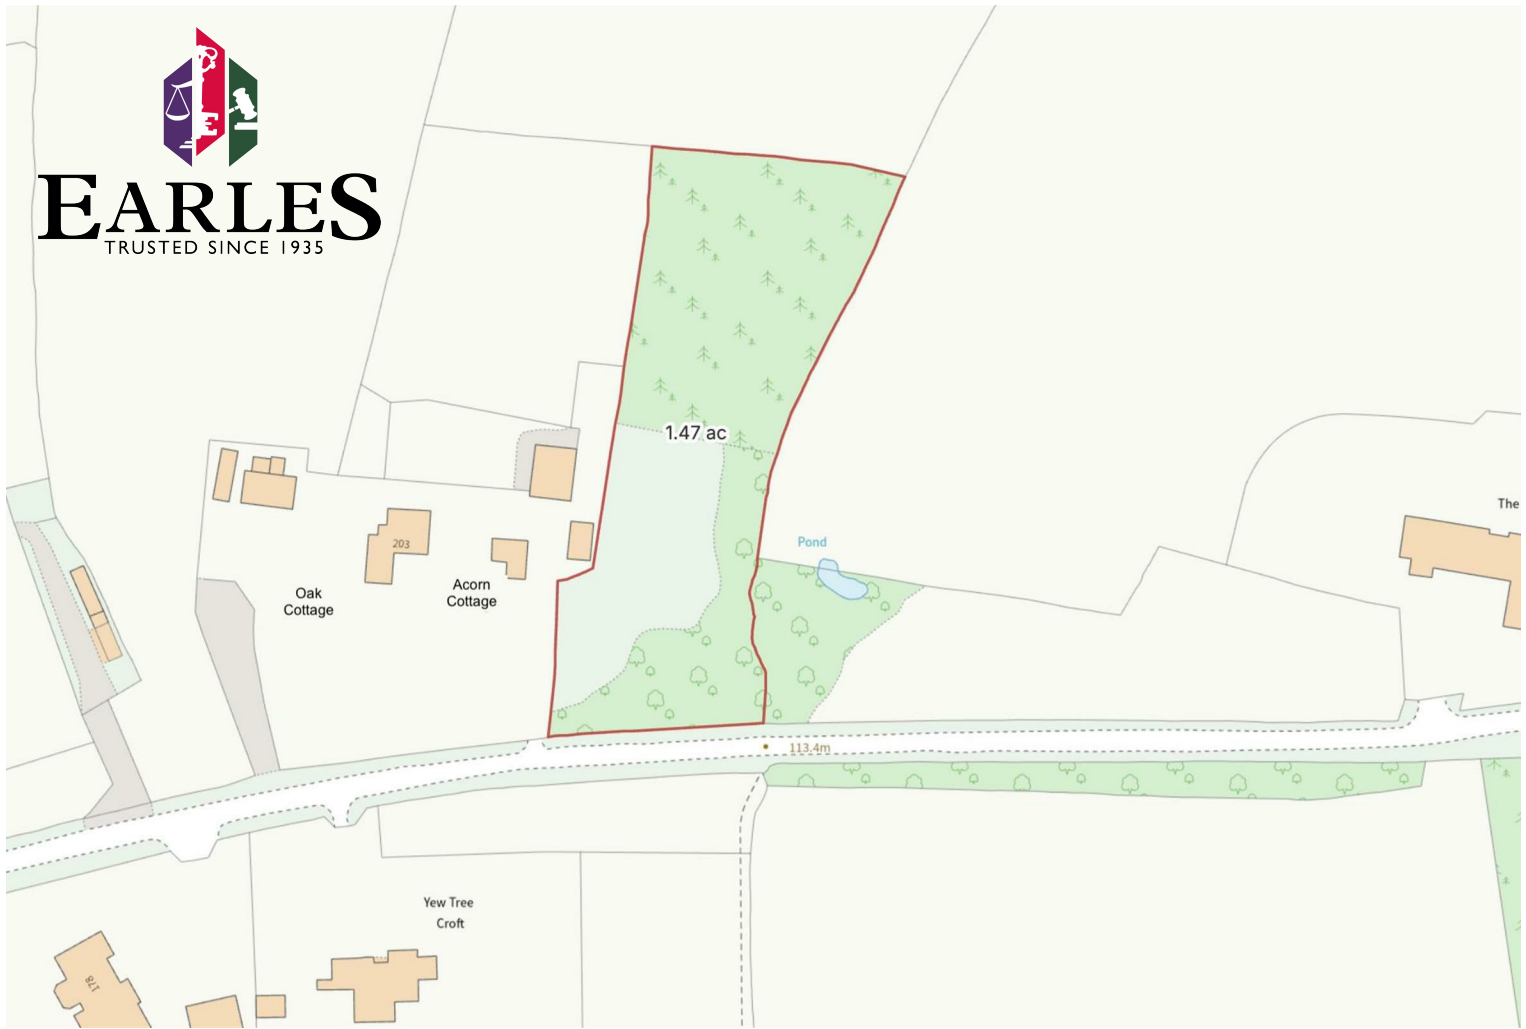 E
EARLES
TRUSTED SINCE 1935
1.47 ac
The
203
Pond
Oak
Cottage
Acorn
Cottage
113.4m
Yew Tree
Croft
178